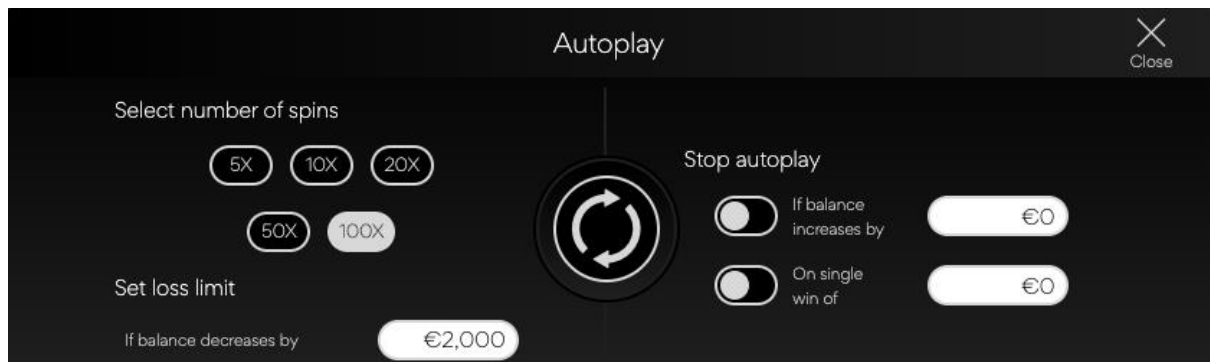 Autoplay
Close
Select number of spins
5X 10X 20X
50X 100X
Set loss limit
If balance decreases by €2,000
Stop autoplay
If balance
increases by €0
On single
win of €0